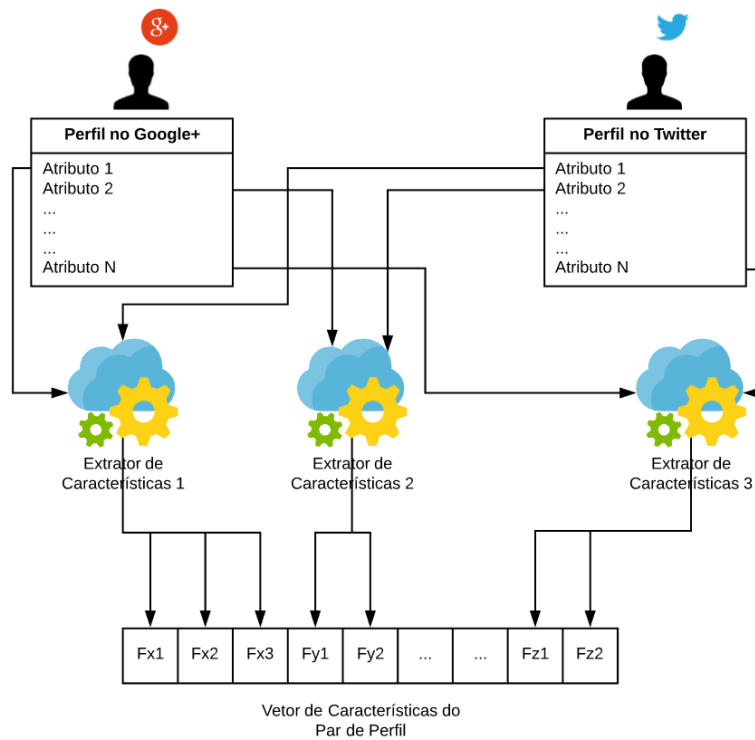 g+
Perfil no Google+
Atributo 1
Atributo 2
...
...
...
Atributo N
Perfil no Twitter
Atributo 1
Atributo 2
...
...
...
Atributo N
Extrator de
Características 1
Extrator de
Características 2
Extrator de
Características 3
Fx1 Fx2 Fx3 Fy1 Fy2 ... ... Fz1 Fz2
Vetor de Características do
Par de Perfil